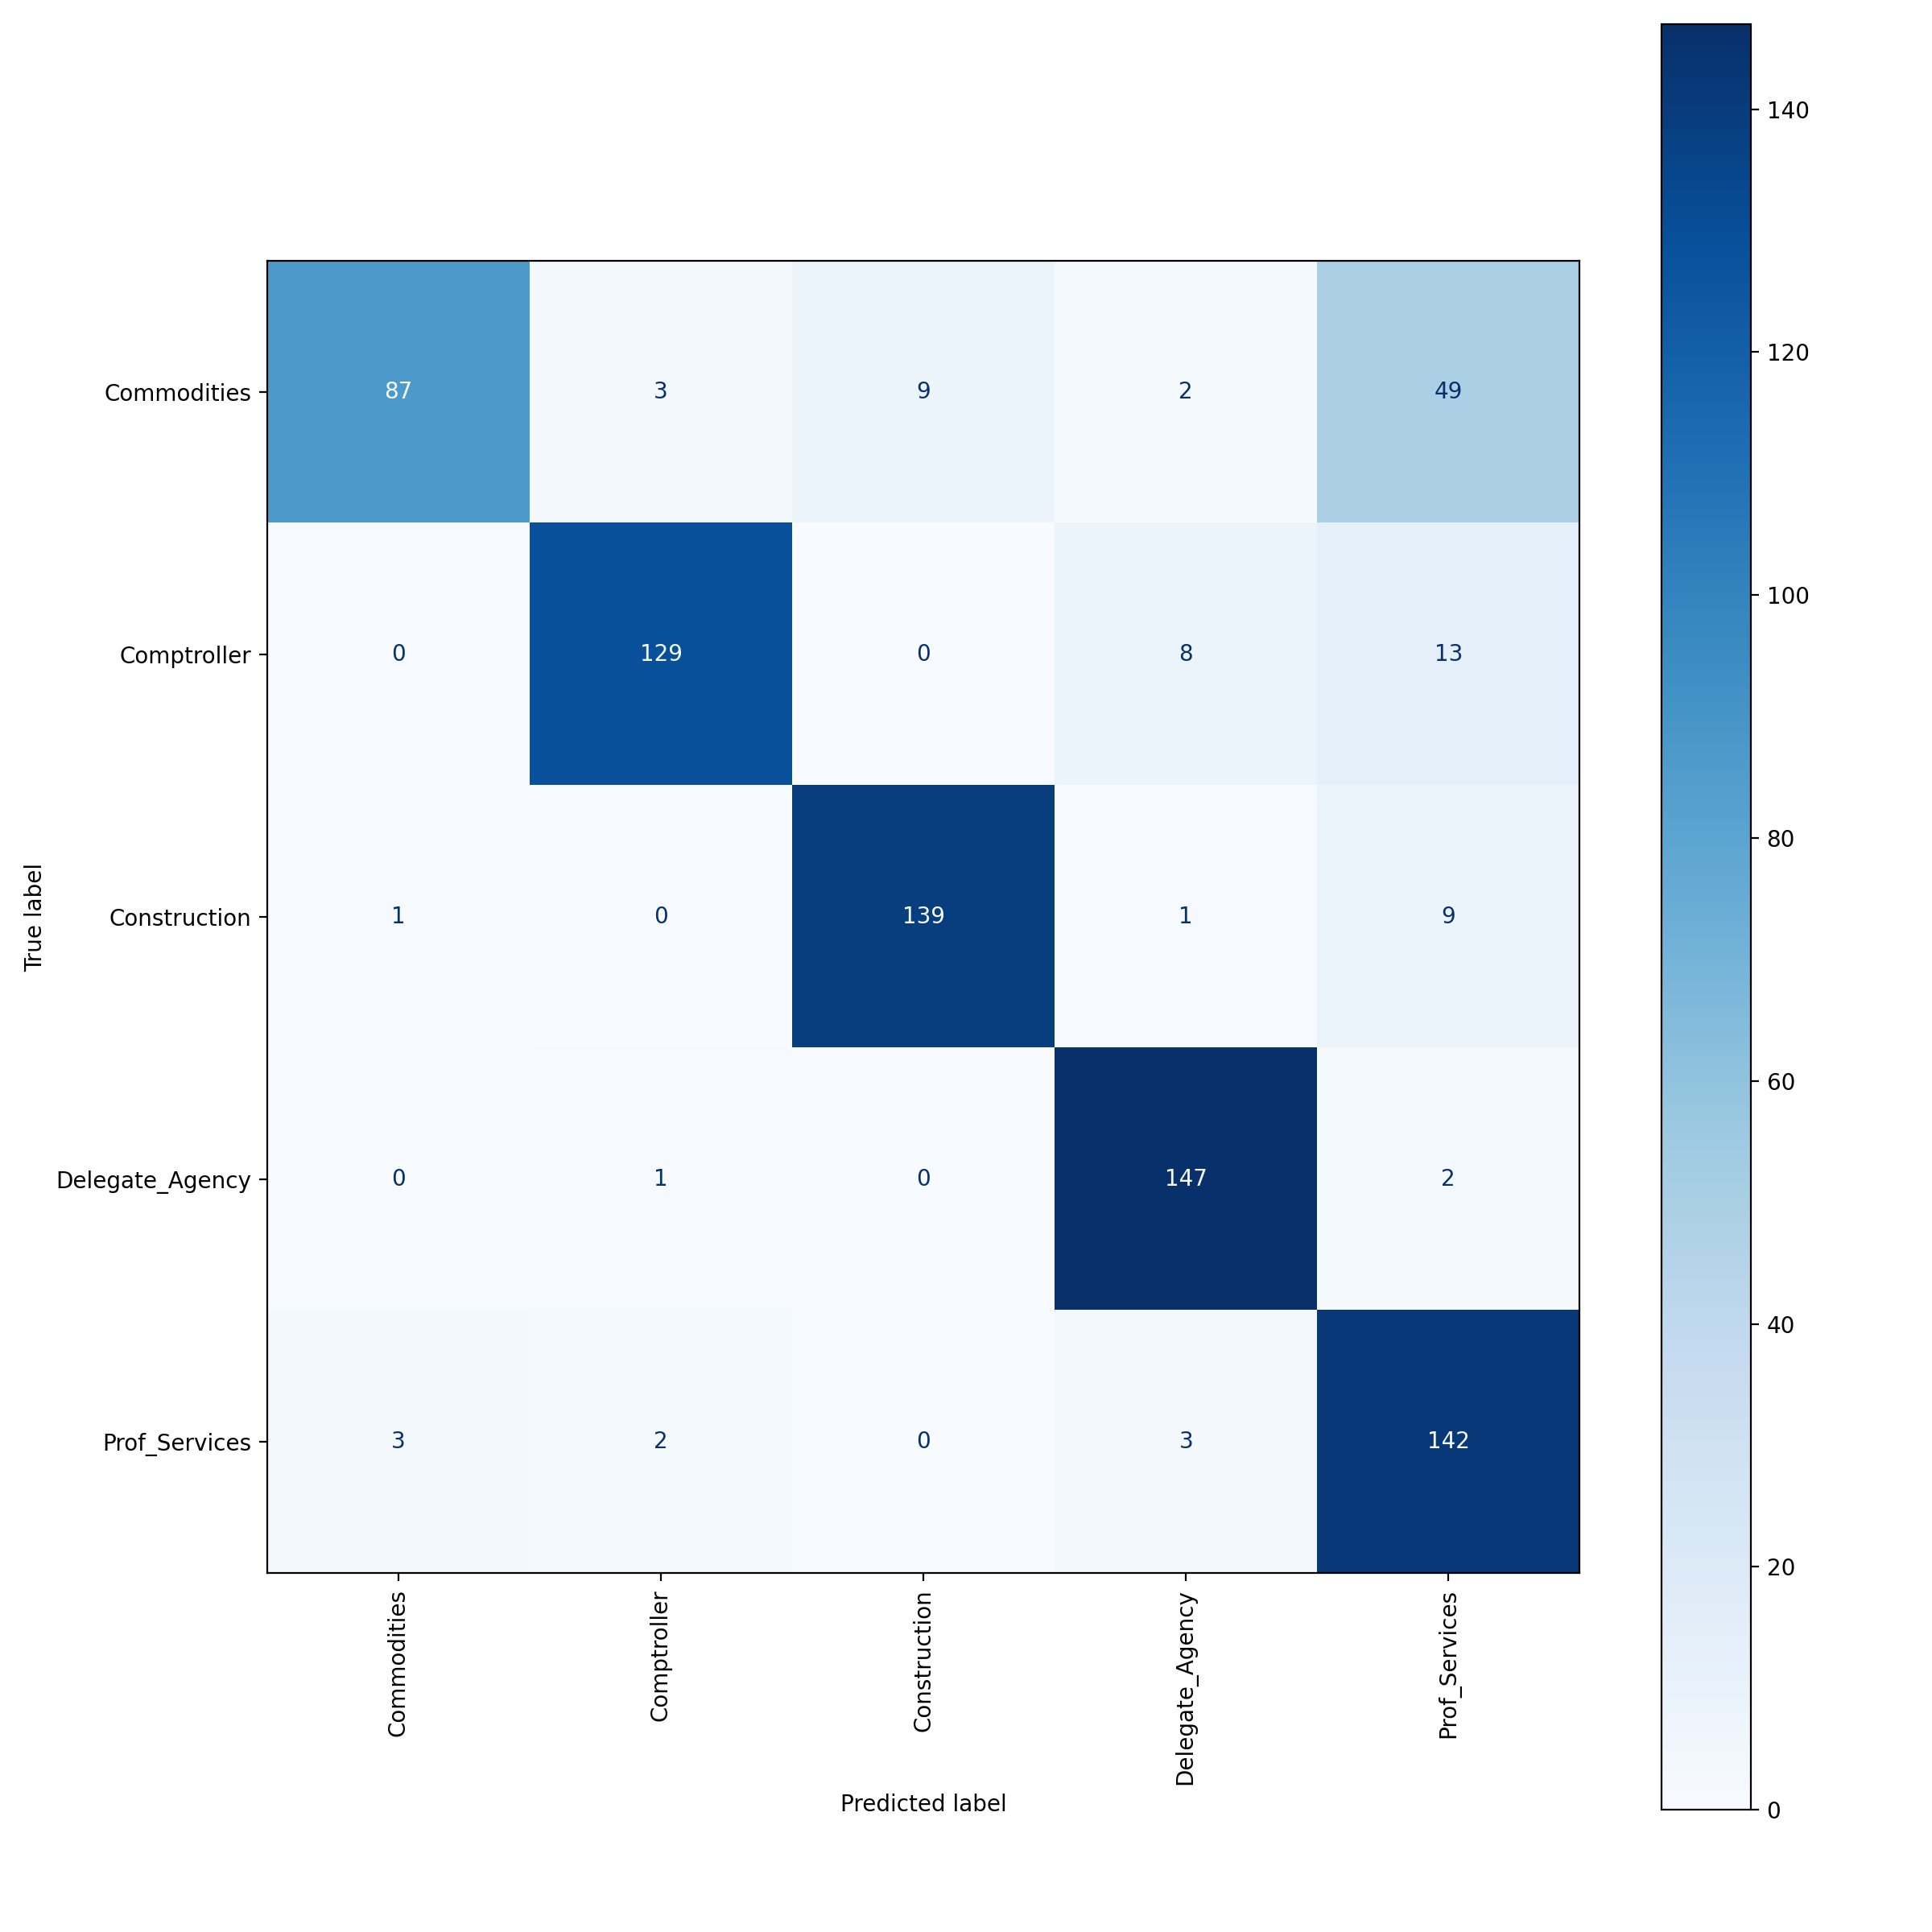 140
120
100
80
60
40
20
0
True label
Commodities 87 3 9 2 49
Comptroller 0 129 0 8 13
Construction 1 0 139 1 9
Delegate_Agency 0 1 0 147 2
Prof_Services 3 2 0 3 142
Commodities
Comptroller
Construction
Delegate_Agency
Prof_Services
Predicted label